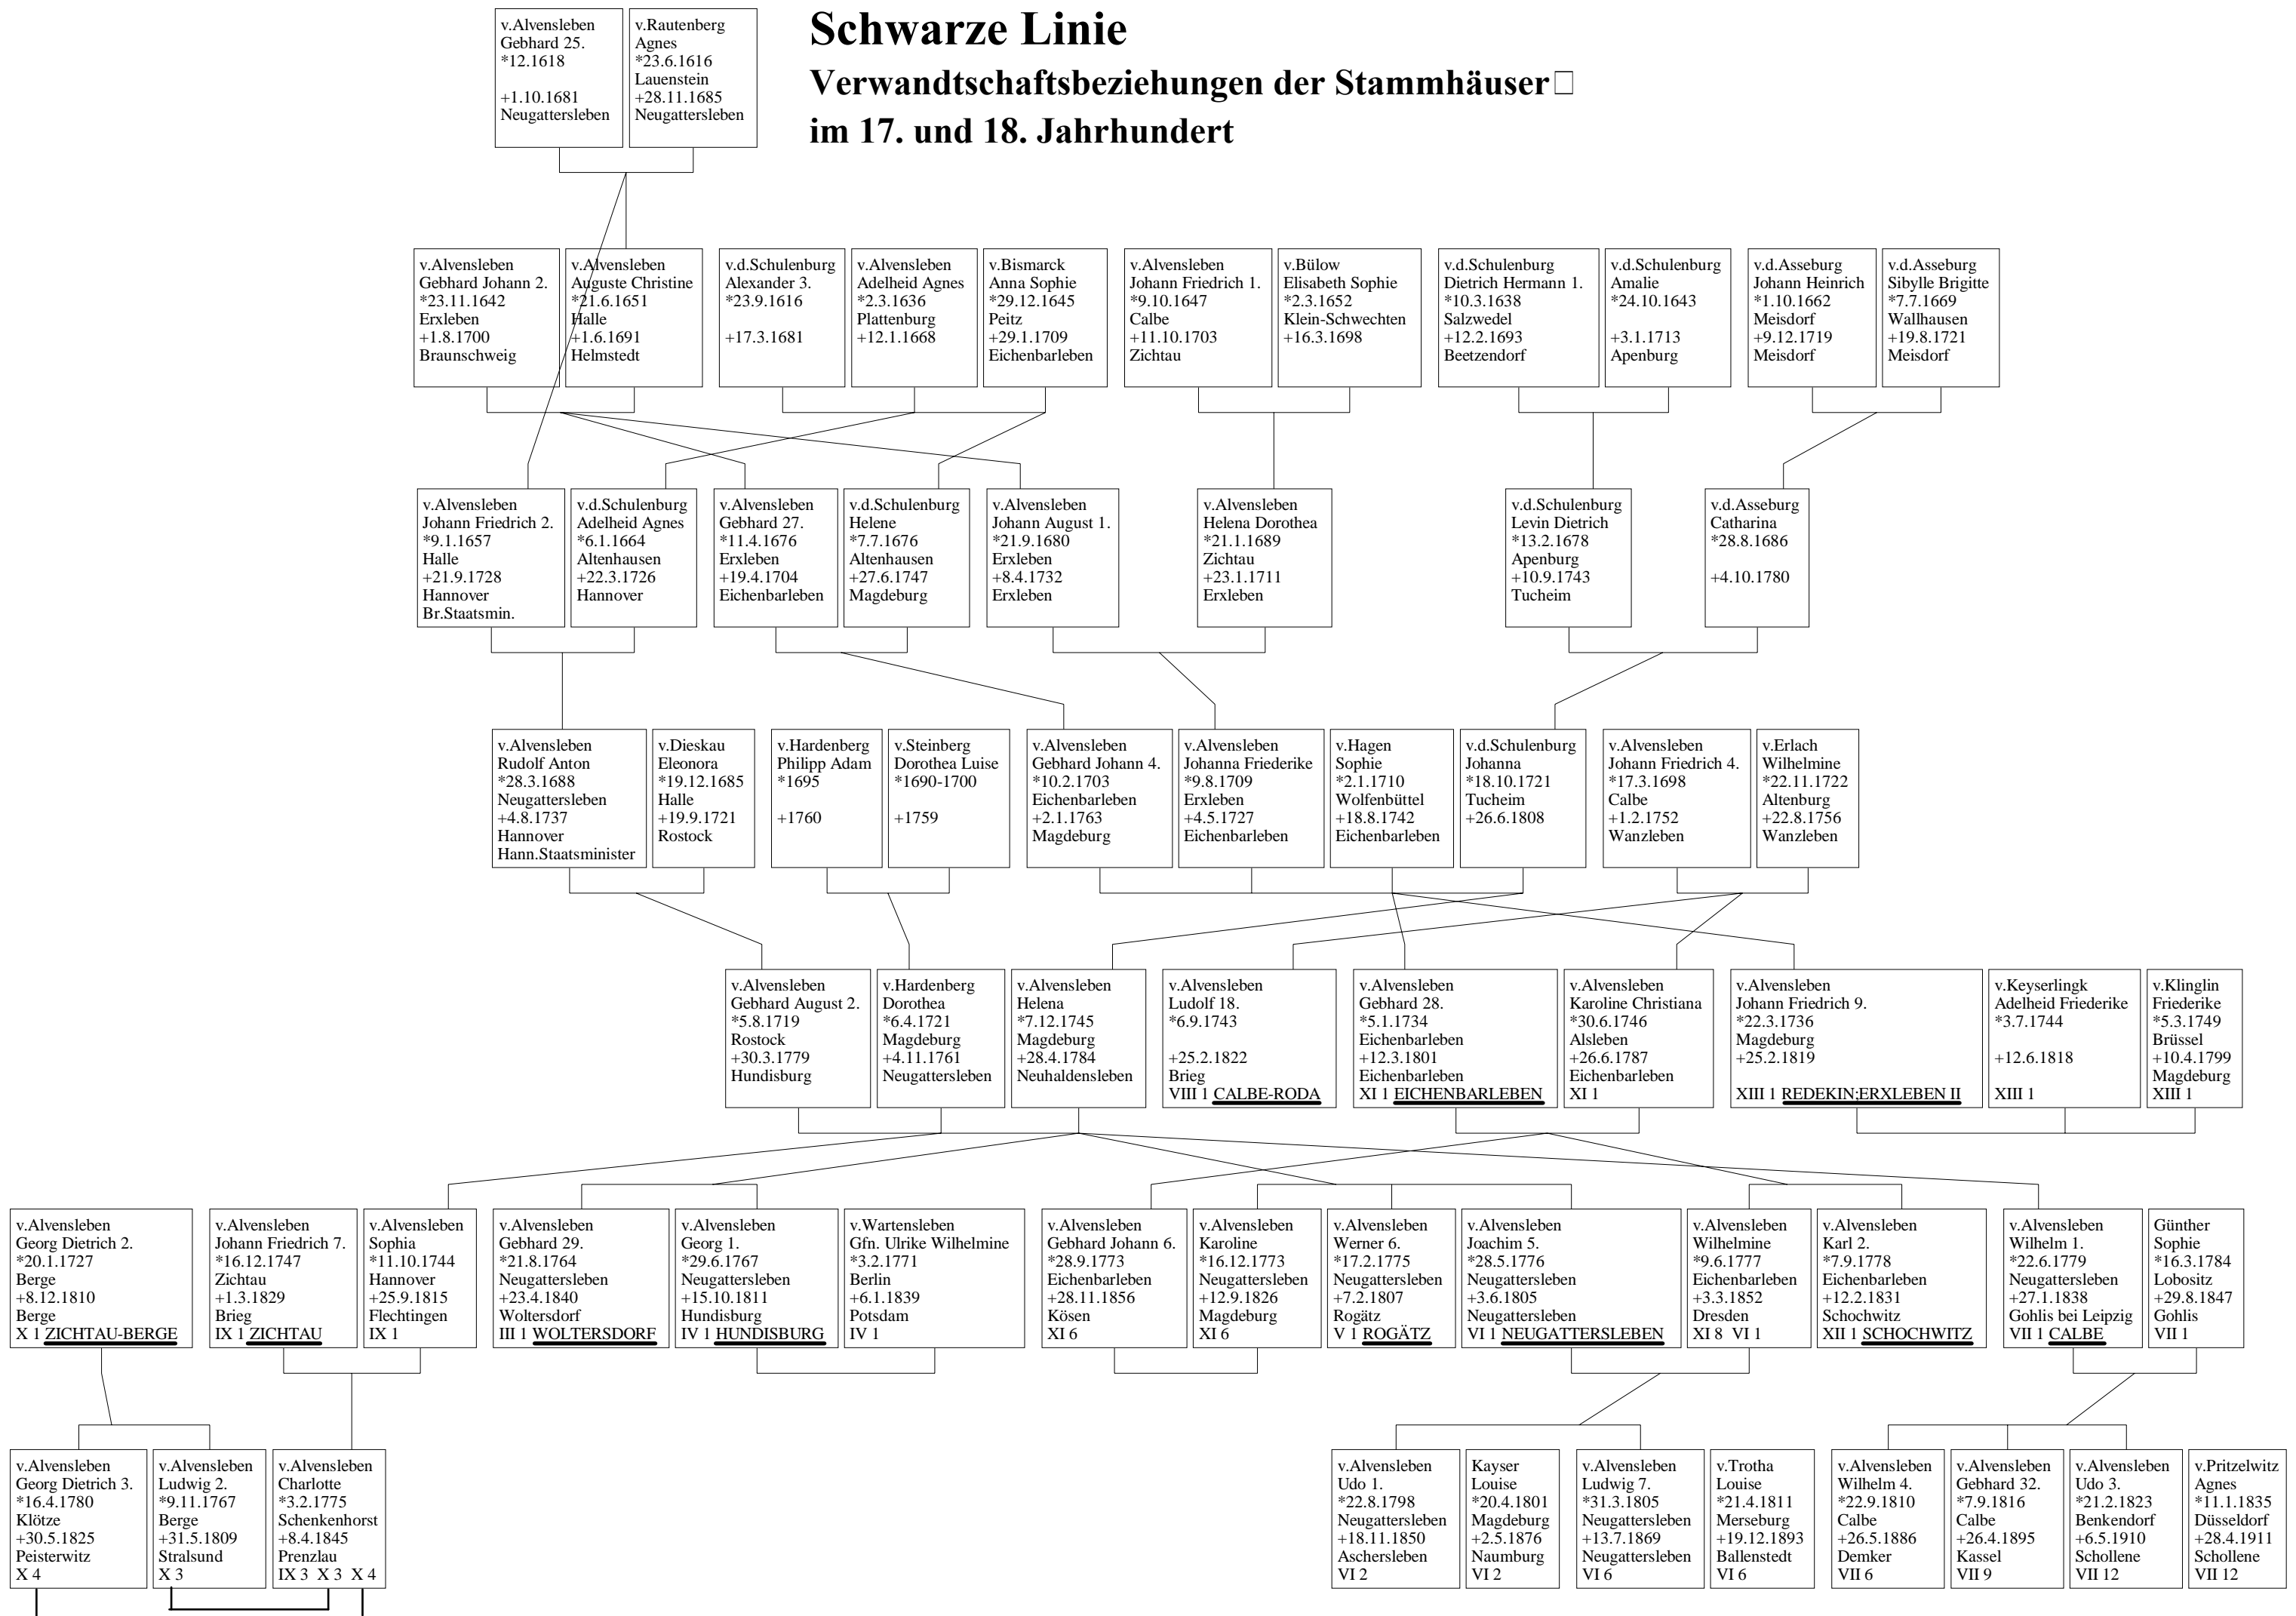 Schwarze Linie
Verwandtschaftsbeziehungen der Stammhäuser
im 17. und 18. Jahrhundert
v.Alvensleben
Gebhard 25.
*12.1618
+1.10.1681
Neugattersleben
v.Rautenberg
Agnes
*23.6.1616
Lauenstein
+28.11.1685
Neugattersleben
v.Alvensleben
Gebhard Johann 2.
*23.11.1642
Erxleben
+1.8.1700
Braunschweig
v.Alvensleben
Auguste Christine
*21.6.1651
Halle
+1.6.1691
Helmstedt
v.d.Schulenburg
Alexander 3.
*23.9.1616
+17.3.1681
v.Alvensleben
Adelheid Agnes
*2.3.1636
Plattenburg
+12.1.1668
v.Bismarck
Anna Sophie
*29.12.1645
Peitz
+29.1.1709
Eichenbarleben
v.Alvensleben
Johann Friedrich 1.
*9.10.1647
Calbe
+11.10.1703
Zichtau
v.Bülow
Elisabeth Sophie
*2.3.1652
Klein-Schwechten
+16.3.1698
v.d.Schulenburg
Dietrich Hermann 1.
*10.3.1638
Salzwedel
+12.2.1693
Beetzendorf
v.d.Schulenburg
Amalie
*24.10.1643
+3.1.1713
Apenburg
v.d.Asseburg
Johann Heinrich
*1.10.1662
Meisdorf
+9.12.1719
Meisdorf
v.d.Asseburg
Sibylle Brigitte
*7.7.1669
Wallhausen
+19.8.1721
Meisdorf
v.Alvensleben
Johann Friedrich 2.
*9.1.1657
Halle
+21.9.1728
Hannover
Br.Staatsmin.
v.d.Schulenburg
Adelheid Agnes
*6.1.1664
Altenhausen
+22.3.1726
Hannover
v.Alvensleben
Gebhard 27.
*11.4.1676
Erxleben
+19.4.1704
Eichenbarleben
v.d.Schulenburg
Helene
*7.7.1676
Altenhausen
+27.6.1747
Magdeburg
v.Alvensleben
Johann August 1.
*21.9.1680
Erxleben
+8.4.1732
Erxleben
v.Alvensleben
Helena Dorothea
*21.1.1689
Zichtau
+23.1.1711
Erxleben
v.d.Schulenburg
Levin Dietrich
*13.2.1678
Apenburg
+10.9.1743
Tucheim
v.d.Asseburg
Catharina
*28.8.1686
+4.10.1780
v.Alvensleben
Rudolf Anton
*28.3.1688
Neugattersleben
+4.8.1737
Hannover
Hann.Staatsminister
v.Dieskau
Eleonora
*19.12.1685
Halle
+19.9.1721
Rostock
v.Hardenberg
Philipp Adam
*1695
+1760
v.Steinberg
Dorothea Luise
*1690-1700
+1759
v.Alvensleben
Gebhard Johann 4.
*10.2.1703
Eichenbarleben
+2.1.1763
Magdeburg
v.Alvensleben
Johanna Friederike
*9.8.1709
Erxleben
+4.5.1727
Eichenbarleben
v.Hagen
Sophie
*2.1.1710
Wolfenbüttel
+18.8.1742
Eichenbarleben
v.d.Schulenburg
Johanna
*18.10.1721
Tucheim
+26.6.1808
v.Alvensleben
Johann Friedrich 4.
*17.3.1698
Calbe
+1.2.1752
Wanzleben
v.Erlach
Wilhelmine
*22.11.1722
Altenburg
+22.8.1756
Wanzleben
v.Alvensleben
Gebhard August 2.
*5.8.1719
Rostock
+30.3.1779
Hundisburg
v.Hardenberg
Dorothea
*6.4.1721
Magdeburg
+4.11.1761
Neugattersleben
v.Alvensleben
Helena
*7.12.1745
Magdeburg
+28.4.1784
Neuhaldensleben
v.Alvensleben
Ludolf 18.
*6.9.1743
+25.2.1822
Brieg
VIII 1 CALBE-RODA
v.Alvensleben
Gebhard 28.
*5.1.1734
Eichenbarleben
+12.3.1801
Eichenbarleben
XI 1 EICHENBARLEBEN
v.Alvensleben
Karoline Christiana
*30.6.1746
Alsleben
+26.6.1787
Eichenbarleben
XI 1
v.Alvensleben
Johann Friedrich 9.
*22.3.1736
Magdeburg
+25.2.1819
XIII 1 REDEKIN;ERXLEBEN II
v.Keyserlingk
Adelheid Friederike
*3.7.1744
+12.6.1818
XIII 1
v.Klinglin
Friederike
*5.3.1749
Brüssel
+10.4.1799
Magdeburg
XIII 1
v.Alvensleben
Georg Dietrich 2.
*20.1.1727
Berge
+8.12.1810
Berge
X 1 ZICHTAU-BERGE
v.Alvensleben
Johann Friedrich 7.
*16.12.1747
Zichtau
+1.3.1829
Brieg
IX 1 ZICHTAU
v.Alvensleben
Sophia
*11.10.1744
Hannover
+25.9.1815
Flechtingen
IX 1
v.Alvensleben
Gebhard 29.
*21.8.1764
Neugattersleben
+23.4.1840
Woltersdorf
III 1 WOLTERSDORF
v.Alvensleben
Georg 1.
*29.6.1767
Neugattersleben
+15.10.1811
Hundisburg
IV 1 HUNDISBURG
v.Wartensleben
Gfn. Ulrike Wilhelmine
*3.2.1771
Berlin
+6.1.1839
Potsdam
IV 1
v.Alvensleben
Gebhard Johann 6.
*28.9.1773
Eichenbarleben
+28.11.1856
Kösen
XI 6
v.Alvensleben
Karoline
*16.12.1773
Neugattersleben
+12.9.1826
Magdeburg
XI 6
v.Alvensleben
Werner 6.
*17.2.1775
Neugattersleben
+7.2.1807
Rogätz
V 1 ROGÄTZ
v.Alvensleben
Joachim 5.
*28.5.1776
Neugattersleben
+3.6.1805
Neugattersleben
VI 1 NEUGATTERSLEBEN
v.Alvensleben
Wilhelmine
*9.6.1777
Eichenbarleben
+3.3.1852
Dresden
XI 8 VI 1
v.Alvensleben
Karl 2.
*7.9.1778
Eichenbarleben
+12.2.1831
Schochwitz
XII 1 SCHOCHWITZ
v.Alvensleben
Wilhelm 1.
*22.6.1779
Neugattersleben
+27.1.1838
Gohlis bei Leipzig
VII 1 CALBE
Günther
Sophie
*16.3.1784
Lobositz
+29.8.1847
Gohlis
VII 1
v.Alvensleben
Georg Dietrich 3.
*16.4.1780
Klötze
+30.5.1825
Peisterwitz
X 4
v.Alvensleben
Ludwig 2.
*9.11.1767
Berge
+31.5.1809
Stralsund
X 3
v.Alvensleben
Charlotte
*3.2.1775
Schenkenhorst
+8.4.1845
Prenzlau
IX 3 X 3 X 4
v.Alvensleben
Udo 1.
*22.8.1798
Neugattersleben
+18.11.1850
Aschersleben
VI 2
Kayser
Louise
*20.4.1801
Magdeburg
+2.5.1876
Naumburg
VI 2
v.Alvensleben
Ludwig 7.
*31.3.1805
Neugattersleben
+13.7.1869
Neugattersleben
VI 6
v.Trotha
Louise
*21.4.1811
Merseburg
+19.12.1893
Ballenstedt
VI 6
v.Alvensleben
Wilhelm 4.
*22.9.1810
Calbe
+26.5.1886
Demker
VII 6
v.Alvensleben
Gebhard 32.
*7.9.1816
Calbe
+26.4.1895
Kassel
VII 9
v.Alvensleben
Udo 3.
*21.2.1823
Benkendorf
+6.5.1910
Schollene
VII 12
v.Pritzelwitz
Agnes
*11.1.1835
Düsseldorf
+28.4.1911
Schollene
VII 12